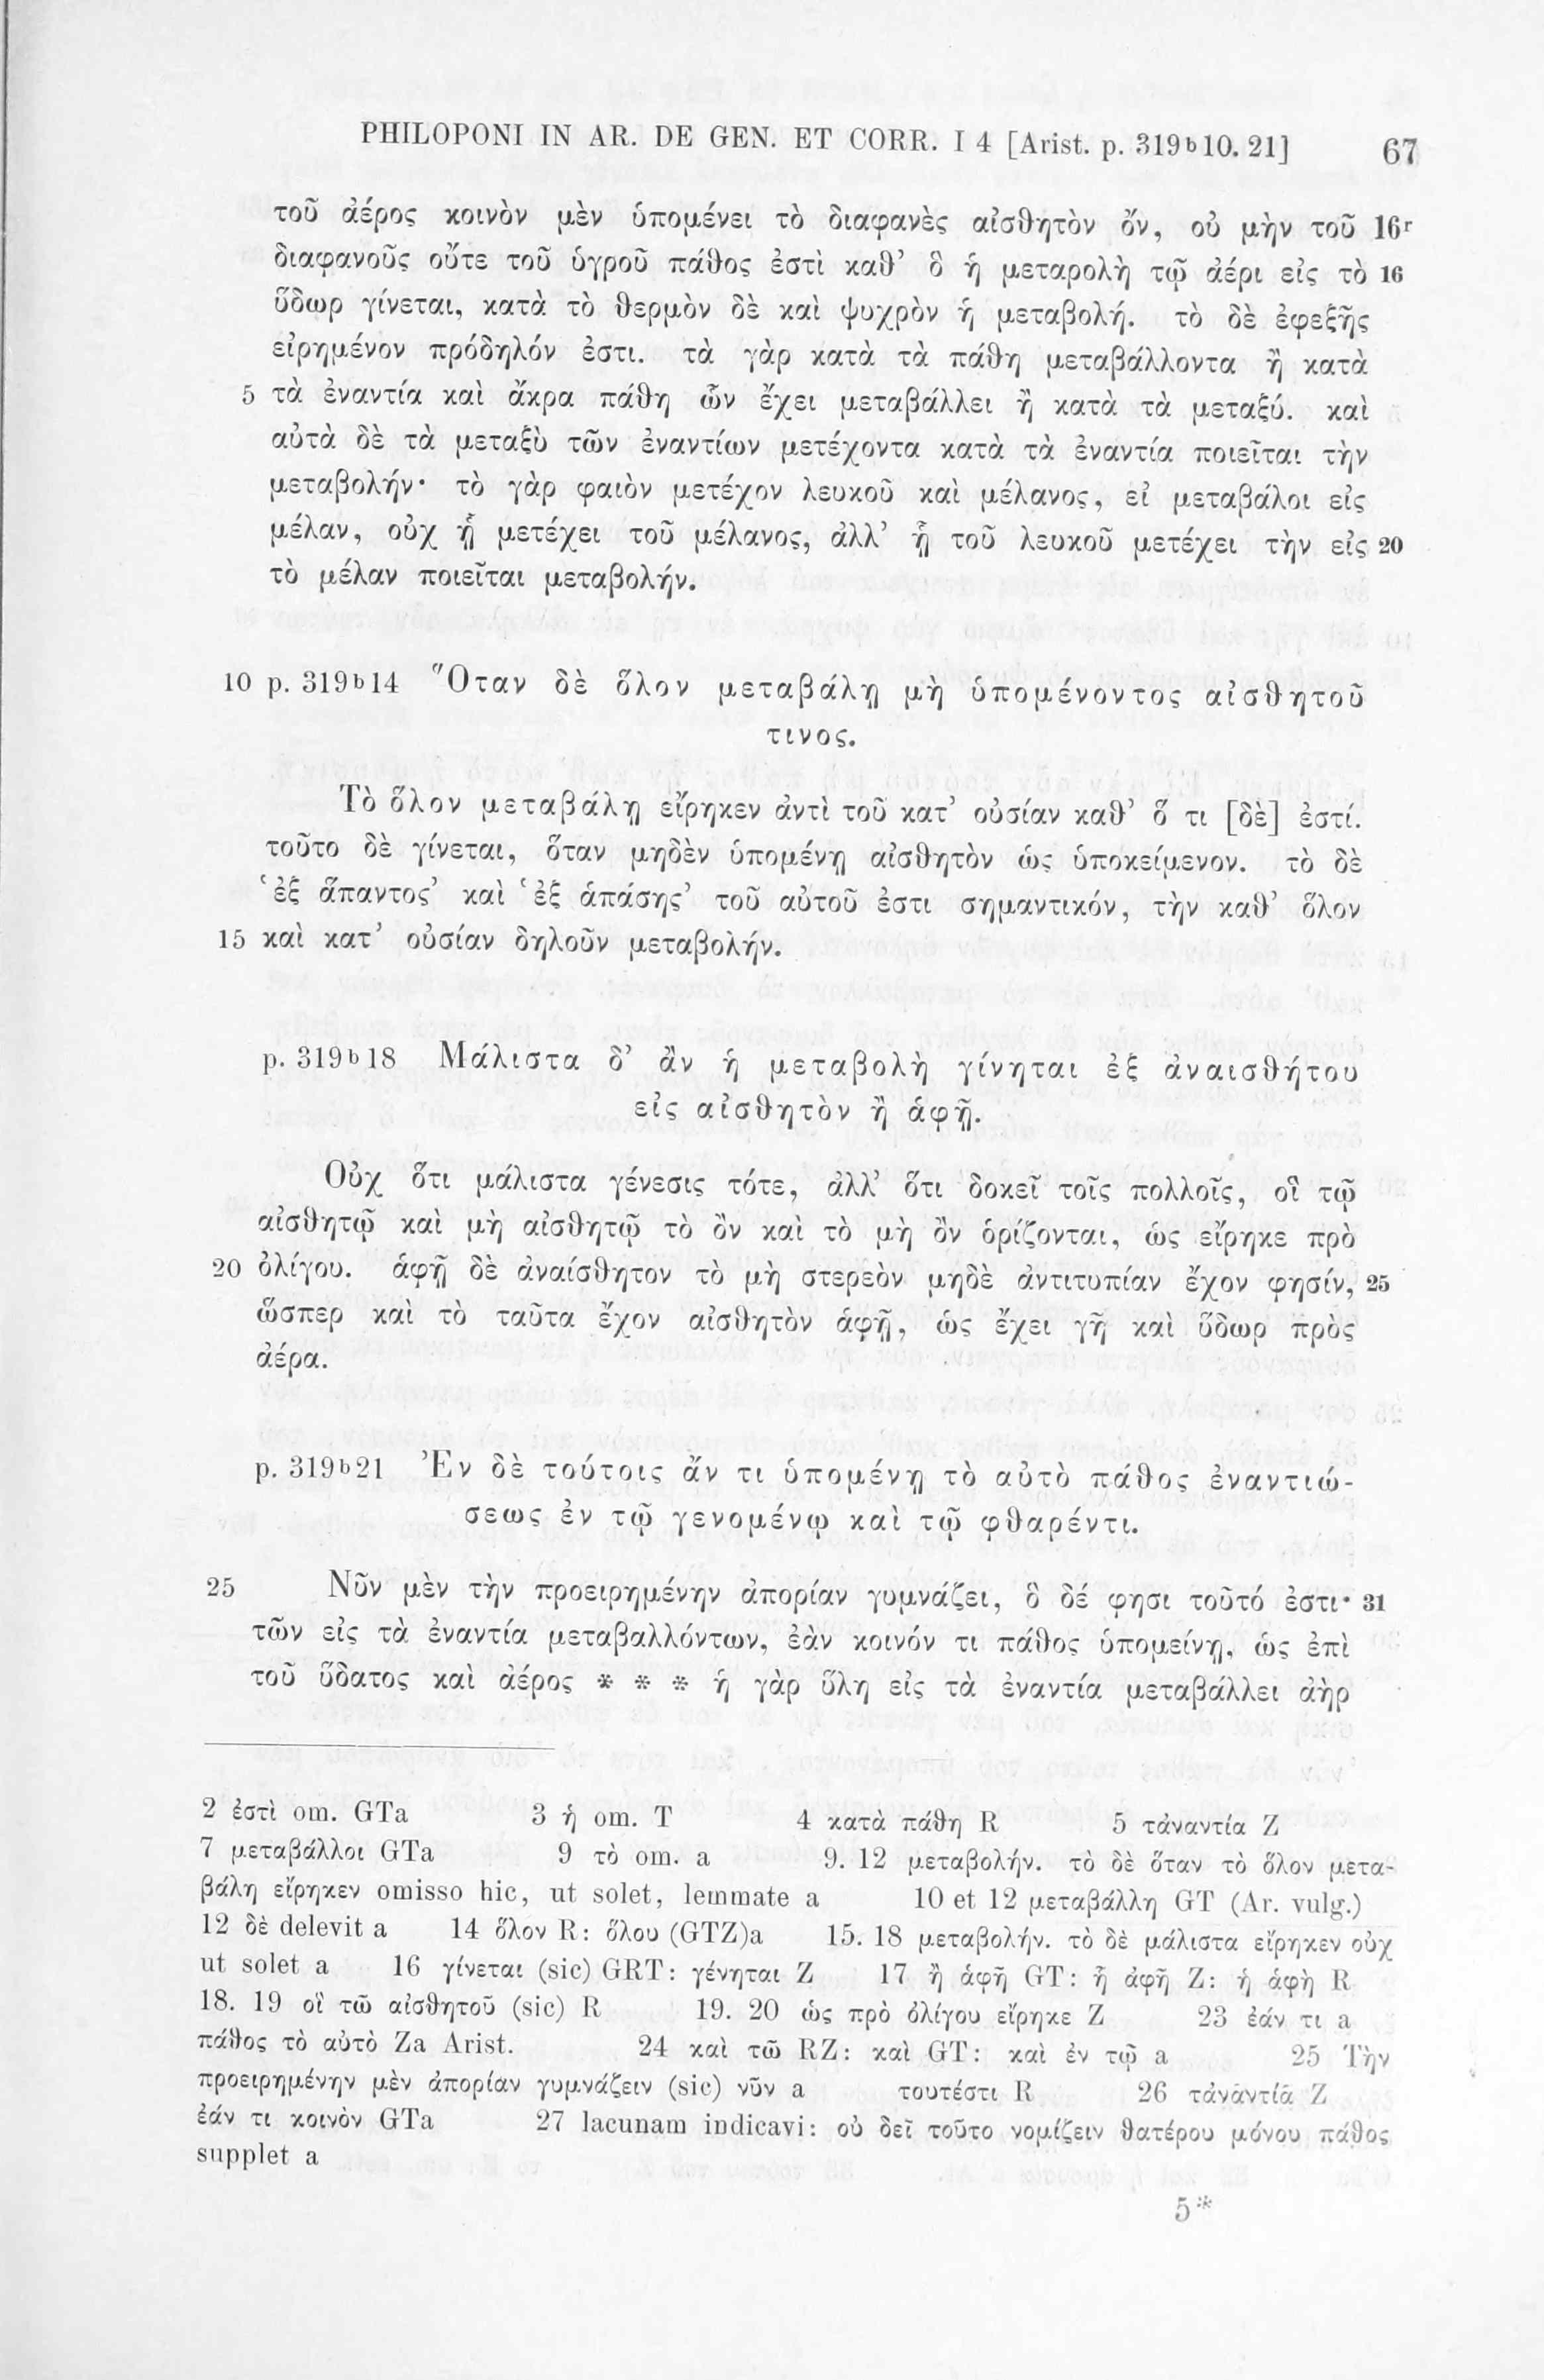 PHILOPONI IN AR. DE GEN. ET CORR. I 4 [Arist. p. 319ᵇ10. 21] 67
τοῦ ἀέρος κοινὸν μὲν ὑπομένει τὸ διαφανὲς αἰσθητὸν ὄν, οὐ μὴν τοῦ 16ʳ
διαφανοῦς οὔτε τοῦ ὑγροῦ πάθος ἐστὶ καθ’ ὃ ἡ μεταρολὴ τῷ ἀέρι εἰς τὸ 16
ὕδωρ γίνεται, κατὰ τὸ θερμὸν δὲ καὶ ψυχρὸν ἡ μεταβολή. τὸ δὲ ἐφεξῆς
εἰρημένον πρόδηλόν ἐστι. τὰ γὰρ κατὰ τὰ πάθη μεταβάλλοντα ἢ κατὰ
5 τὰ ἐναντία καὶ ἄκρα πάθη ὧν ἔχει μεταβάλλει ἢ κατὰ τὰ μεταξύ. καὶ
αὐτὰ δὲ τὰ μεταξὺ τῶν ἐναντίων μετέχοντα κατὰ τὰ ἐναντία ποιεῖται τὴν
μεταβολήν· τὸ γὰρ φαιὸν μετέχον λευκοῦ καὶ μέλανος, εἰ μεταβάλοι εἰς
μέλαν, οὐχ ᾗ μετέχει τοῦ μέλανος, ἀλλ’ ᾗ τοῦ λευκοῦ μετέχει τὴν εἰς 20
τὸ μέλαν ποιεῖται μεταβολήν.
10 p. 319ᵇ14 Ὅταν δὲ ὅλον μεταβάλῃ μὴ ὑπομένοντος αἰσθητοῦ
τινος.
Τὸ ὅλον μεταβάλῃ εἴρηκεν ἀντὶ τοῦ κατ’ οὐσίαν καθ’ ὅ τι [δὲ] ἐστί.
τοῦτο δὲ γίνεται, ὅταν μηδὲν ὑπομένῃ αἰσθητὸν ὡς ὑποκείμενον. τὸ δὲ
‘ἐξ ἅπαντος’ καὶ ‘ἐξ ἁπάσης’ τοῦ αὐτοῦ ἐστι σημαντικόν, τὴν καθ’ ὅλον
15 καὶ κατ’ οὐσίαν δηλοῦν μεταβολήν.
p. 319ᵇ18 Μάλιστα δ’ ἂν ἡ μεταβολὴ γίνηται ἐξ ἀναισθήτου
εἰς αἰσθητὸν ἢ ἁφῇ.
Οὐχ ὅτι μάλιστα γένεσις τότε, ἀλλ’ ὅτι δοκεῖ τοῖς πολλοῖς, οἳ τῷ
αἰσθητῷ καὶ μὴ αἰσθητῷ τὸ ὂν καὶ τὸ μὴ ὂν ὁρίζονται, ὡς εἴρηκε πρὸ
20 ὀλίγου. ἁφῇ δὲ ἀναίσθητον τὸ μὴ στερεὸν μηδὲ ἀντιτυπίαν ἔχον φησίν, 25
ὥσπερ καὶ τὸ ταῦτα ἔχον αἰσθητὸν ἁφῇ, ὡς ἔχει γῆ καὶ ὕδωρ πρὸς
ἀέρα.
p. 319ᵇ21 Ἐν δὲ τούτοις ἄν τι ὑπομένῃ τὸ αὐτὸ πάθος ἐναντιώ-
σεως ἐν τῷ γενομένῳ καὶ τῷ φθαρέντι.
25 Νῦν μὲν τὴν προειρημένην ἀπορίαν γυμνάζει, ὃ δέ φησι τοῦτό ἐστι· 31
τῶν εἰς τὰ ἐναντία μεταβαλλόντων, ἐὰν κοινόν τι πάθος ὑπομείνῃ, ὡς ἐπὶ
τοῦ ὕδατος καὶ ἀέρος * * * ἡ γὰρ ὕλη εἰς τὰ ἐναντία μεταβάλλει ἀὴρ
2 ἐστὶ om. GTa 3 ἡ om. T 4 κατὰ πάθη R 5 τἀναντία Z
7 μεταβάλλοι GTa 9 τὸ om. a 9. 12 μεταβολήν. τὸ δὲ ὅταν τὸ ὅλον μετα-
βάλη εἴρηκεν omisso hic, ut solet, lemmate a 10 et 12 μεταβάλλη GT (Ar. vulg.)
12 δὲ delevit a 14 ὅλον R: ὅλου (GTZ)a 15. 18 μεταβολήν. τὸ δὲ μάλιστα εἴρηκεν οὐχ
ut solet a 16 γίνεται (sic) GRT: γένηται Z 17 ἢ ἁφῆ GT: ἦ ἀφῆ Z: ἡ ἁφὴ R
18. 19 οἳ τῶ αἰσθητοῦ (sic) R 19. 20 ὡς πρὸ ὀλίγου εἴρηκε Z 23 ἐάν τι a
πάθος τὸ αὐτὸ Za Arist. 24 καὶ τῶ RZ: καὶ GT: καὶ ἐν τῷ a 25 Τὴν
προειρημένην μὲν ἀπορίαν γυμνάζειν (sic) νῦν a τουτέστι R 26 τἀναντία Z
ἐάν τι κοινὸν GTa 27 lacunam indicavi: οὐ δεῖ τοῦτο νομίζειν θατέρου μόνου πάθος
supplet a
5*